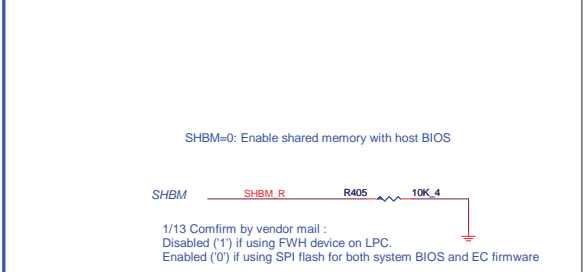 SHBM=0: Enable shared memory with host BIOS
SHBM SHBM_R R405 10K_4
1/13 Comfirm by vendor mail :
Disabled ('1') if using FWH device on LPC.
Enabled ('0') if using SPI flash for both system BIOS and EC firmware